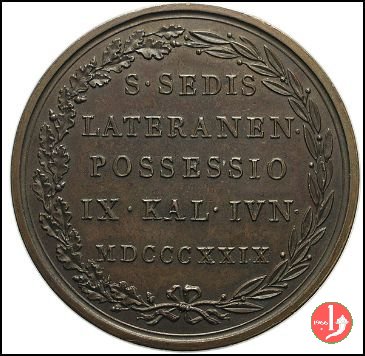 S · SEDIS
LATERANEN ·
POSSESSIO
IX · KAL · IVN ·
MDCCCXXIX